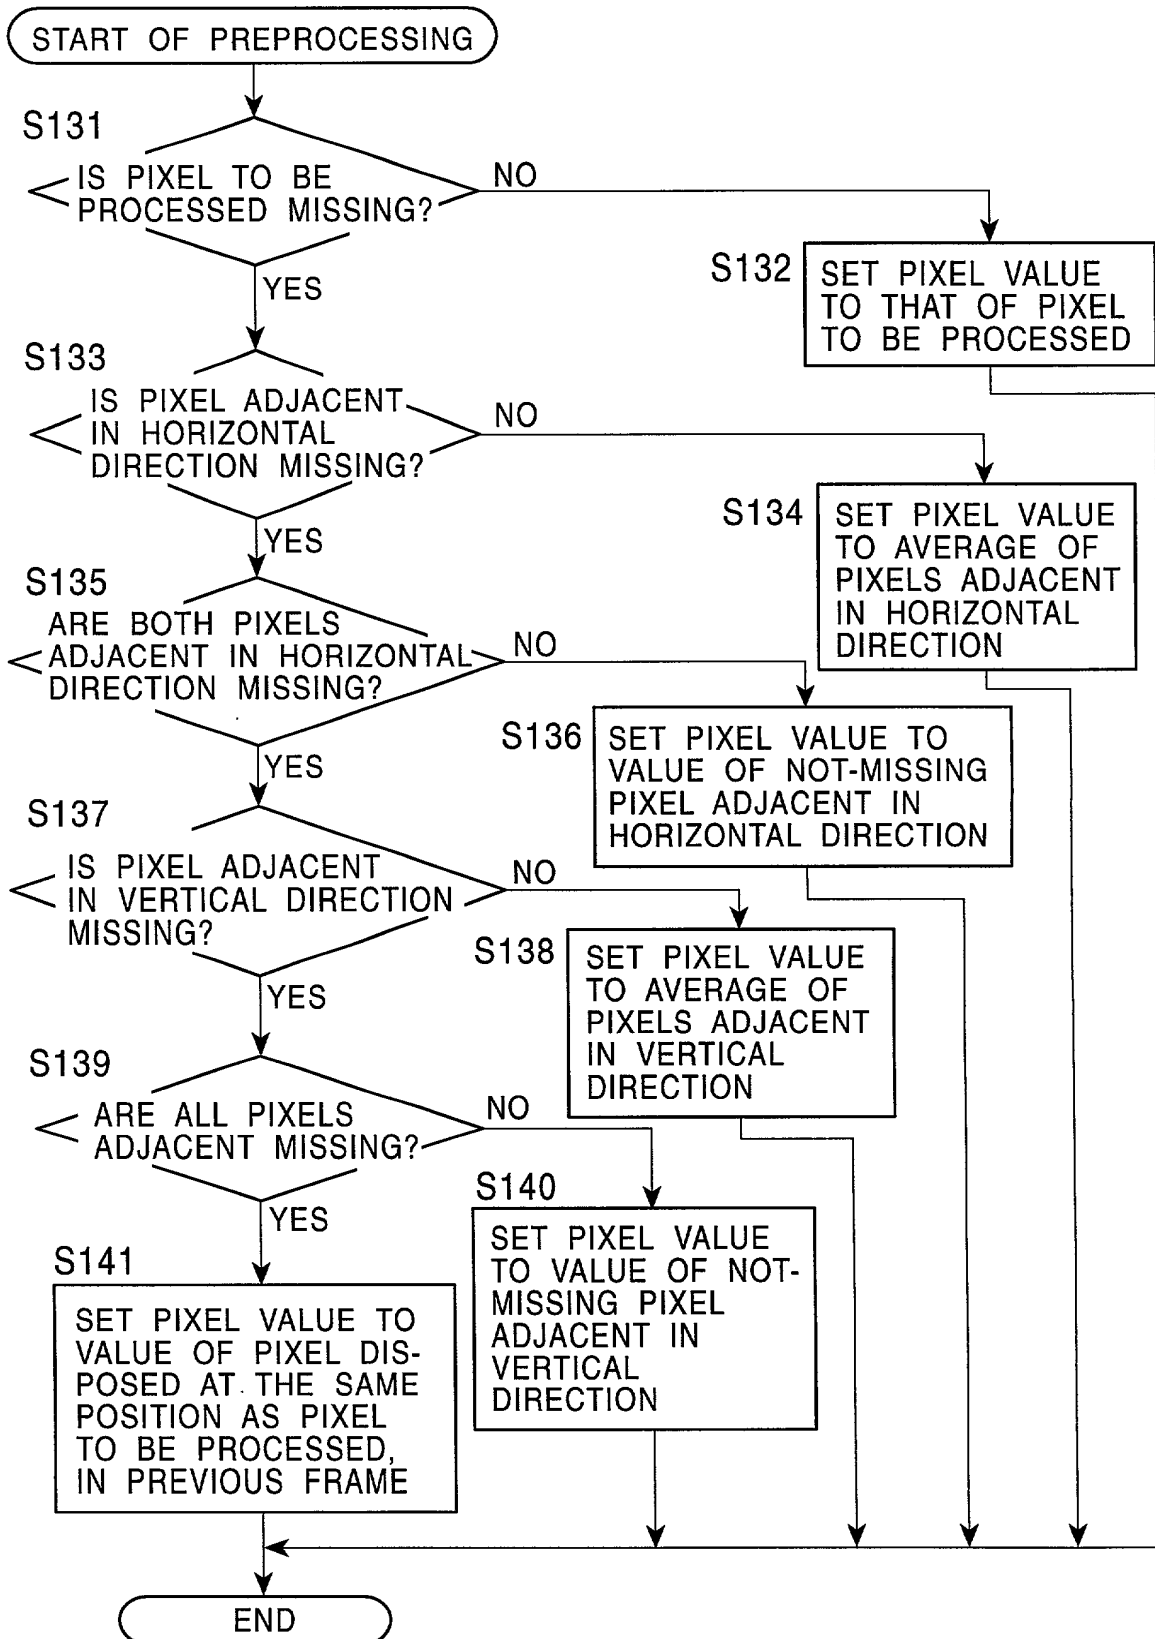 START OF PREPROCESSING
S131
IS PIXEL TO BE
PROCESSED MISSING?
NO
YES
S132
SET PIXEL VALUE
TO THAT OF PIXEL
TO BE PROCESSED
S133
IS PIXEL ADJACENT
IN HORIZONTAL
DIRECTION MISSING?
NO
YES
S134
SET PIXEL VALUE
TO AVERAGE OF
PIXELS ADJACENT
IN HORIZONTAL
DIRECTION
S135
ARE BOTH PIXELS
ADJACENT IN HORIZONTAL
DIRECTION MISSING?
NO
YES
S136
SET PIXEL VALUE TO
VALUE OF NOT-MISSING
PIXEL ADJACENT IN
HORIZONTAL DIRECTION
S137
IS PIXEL ADJACENT
IN VERTICAL DIRECTION
MISSING?
NO
YES
S138
SET PIXEL VALUE
TO AVERAGE OF
PIXELS ADJACENT
IN VERTICAL
DIRECTION
S139
ARE ALL PIXELS
ADJACENT MISSING?
NO
YES
S140
SET PIXEL VALUE
TO VALUE OF NOT-
MISSING PIXEL
ADJACENT IN
VERTICAL
DIRECTION
S141
SET PIXEL VALUE TO
VALUE OF PIXEL DIS-
POSED AT THE SAME
POSITION AS PIXEL
TO BE PROCESSED,
IN PREVIOUS FRAME
END